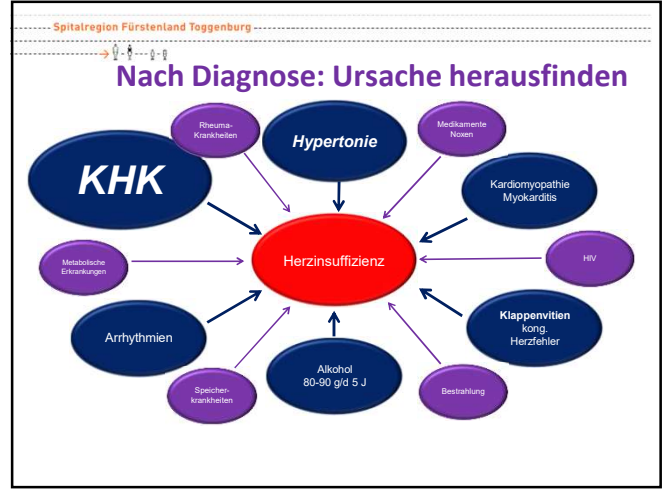 Spitalregion Fürstenland Toggenburg
Nach Diagnose: Ursache herausfinden
Rheuma-
Krankheiten
Hypertonie
Medikamente
Noxen
KHK
Kardiomyopathie
Myokarditis
Metabolische
Erkrankungen
Herzinsuffizienz
HIV
Arrhythmien
Klappenvitien
kong.
Herzfehler
Speicher-
krankheiten
Alkohol
80-90 g/d 5 J
Bestrahlung